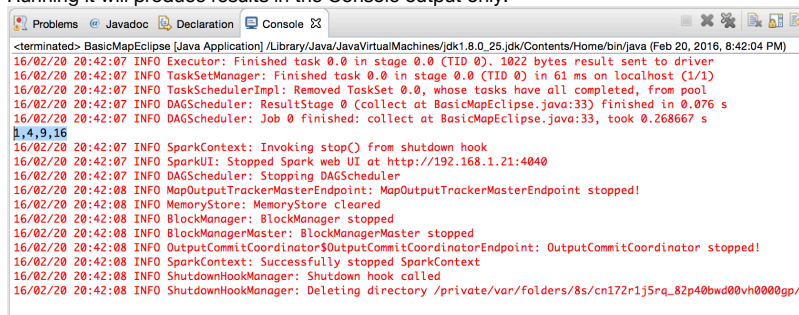 Running it will produce results in the Console output only.
Problems @ Javadoc Declaration Console
<terminated> BasicMapEclipse [Java Application] /Library/Java/JavaVirtualMachines/jdk1.8.0_25.jdk/Contents/Home/bin/java (Feb 20, 2016, 8:42:04 PM)
16/02/20 20:42:07 INFO Executor: Finished task 0.0 in stage 0.0 (TID 0). 1022 bytes result sent to driver
16/02/20 20:42:07 INFO TaskSetManager: Finished task 0.0 in stage 0.0 (TID 0) in 61 ms on localhost (1/1)
16/02/20 20:42:07 INFO TaskSchedulerImpl: Removed TaskSet 0.0, whose tasks have all completed, from pool
16/02/20 20:42:07 INFO DAGScheduler: ResultStage 0 (collect at BasicMapEclipse.java:33) finished in 0.076 s
16/02/20 20:42:07 INFO DAGScheduler: Job 0 finished: collect at BasicMapEclipse.java:33, took 0.268667 s
1,4,9,16
16/02/20 20:42:07 INFO SparkContext: Invoking stop() from shutdown hook
16/02/20 20:42:07 INFO SparkUI: Stopped Spark web UI at http://192.168.1.21:4040
16/02/20 20:42:07 INFO DAGScheduler: Stopping DAGScheduler
16/02/20 20:42:08 INFO MapOutputTrackerMasterEndpoint: MapOutputTrackerMasterEndpoint stopped!
16/02/20 20:42:08 INFO MemoryStore: MemoryStore cleared
16/02/20 20:42:08 INFO BlockManager: BlockManager stopped
16/02/20 20:42:08 INFO BlockManagerMaster: BlockManagerMaster stopped
16/02/20 20:42:08 INFO OutputCommitCoordinator$OutputCommitCoordinatorEndpoint: OutputCommitCoordinator stopped!
16/02/20 20:42:08 INFO SparkContext: Successfully stopped SparkContext
16/02/20 20:42:08 INFO ShutdownHookManager: Shutdown hook called
16/02/20 20:42:08 INFO ShutdownHookManager: Deleting directory /private/var/folders/8s/cn172r1j5rq_82p40bwd00vh0000gp/